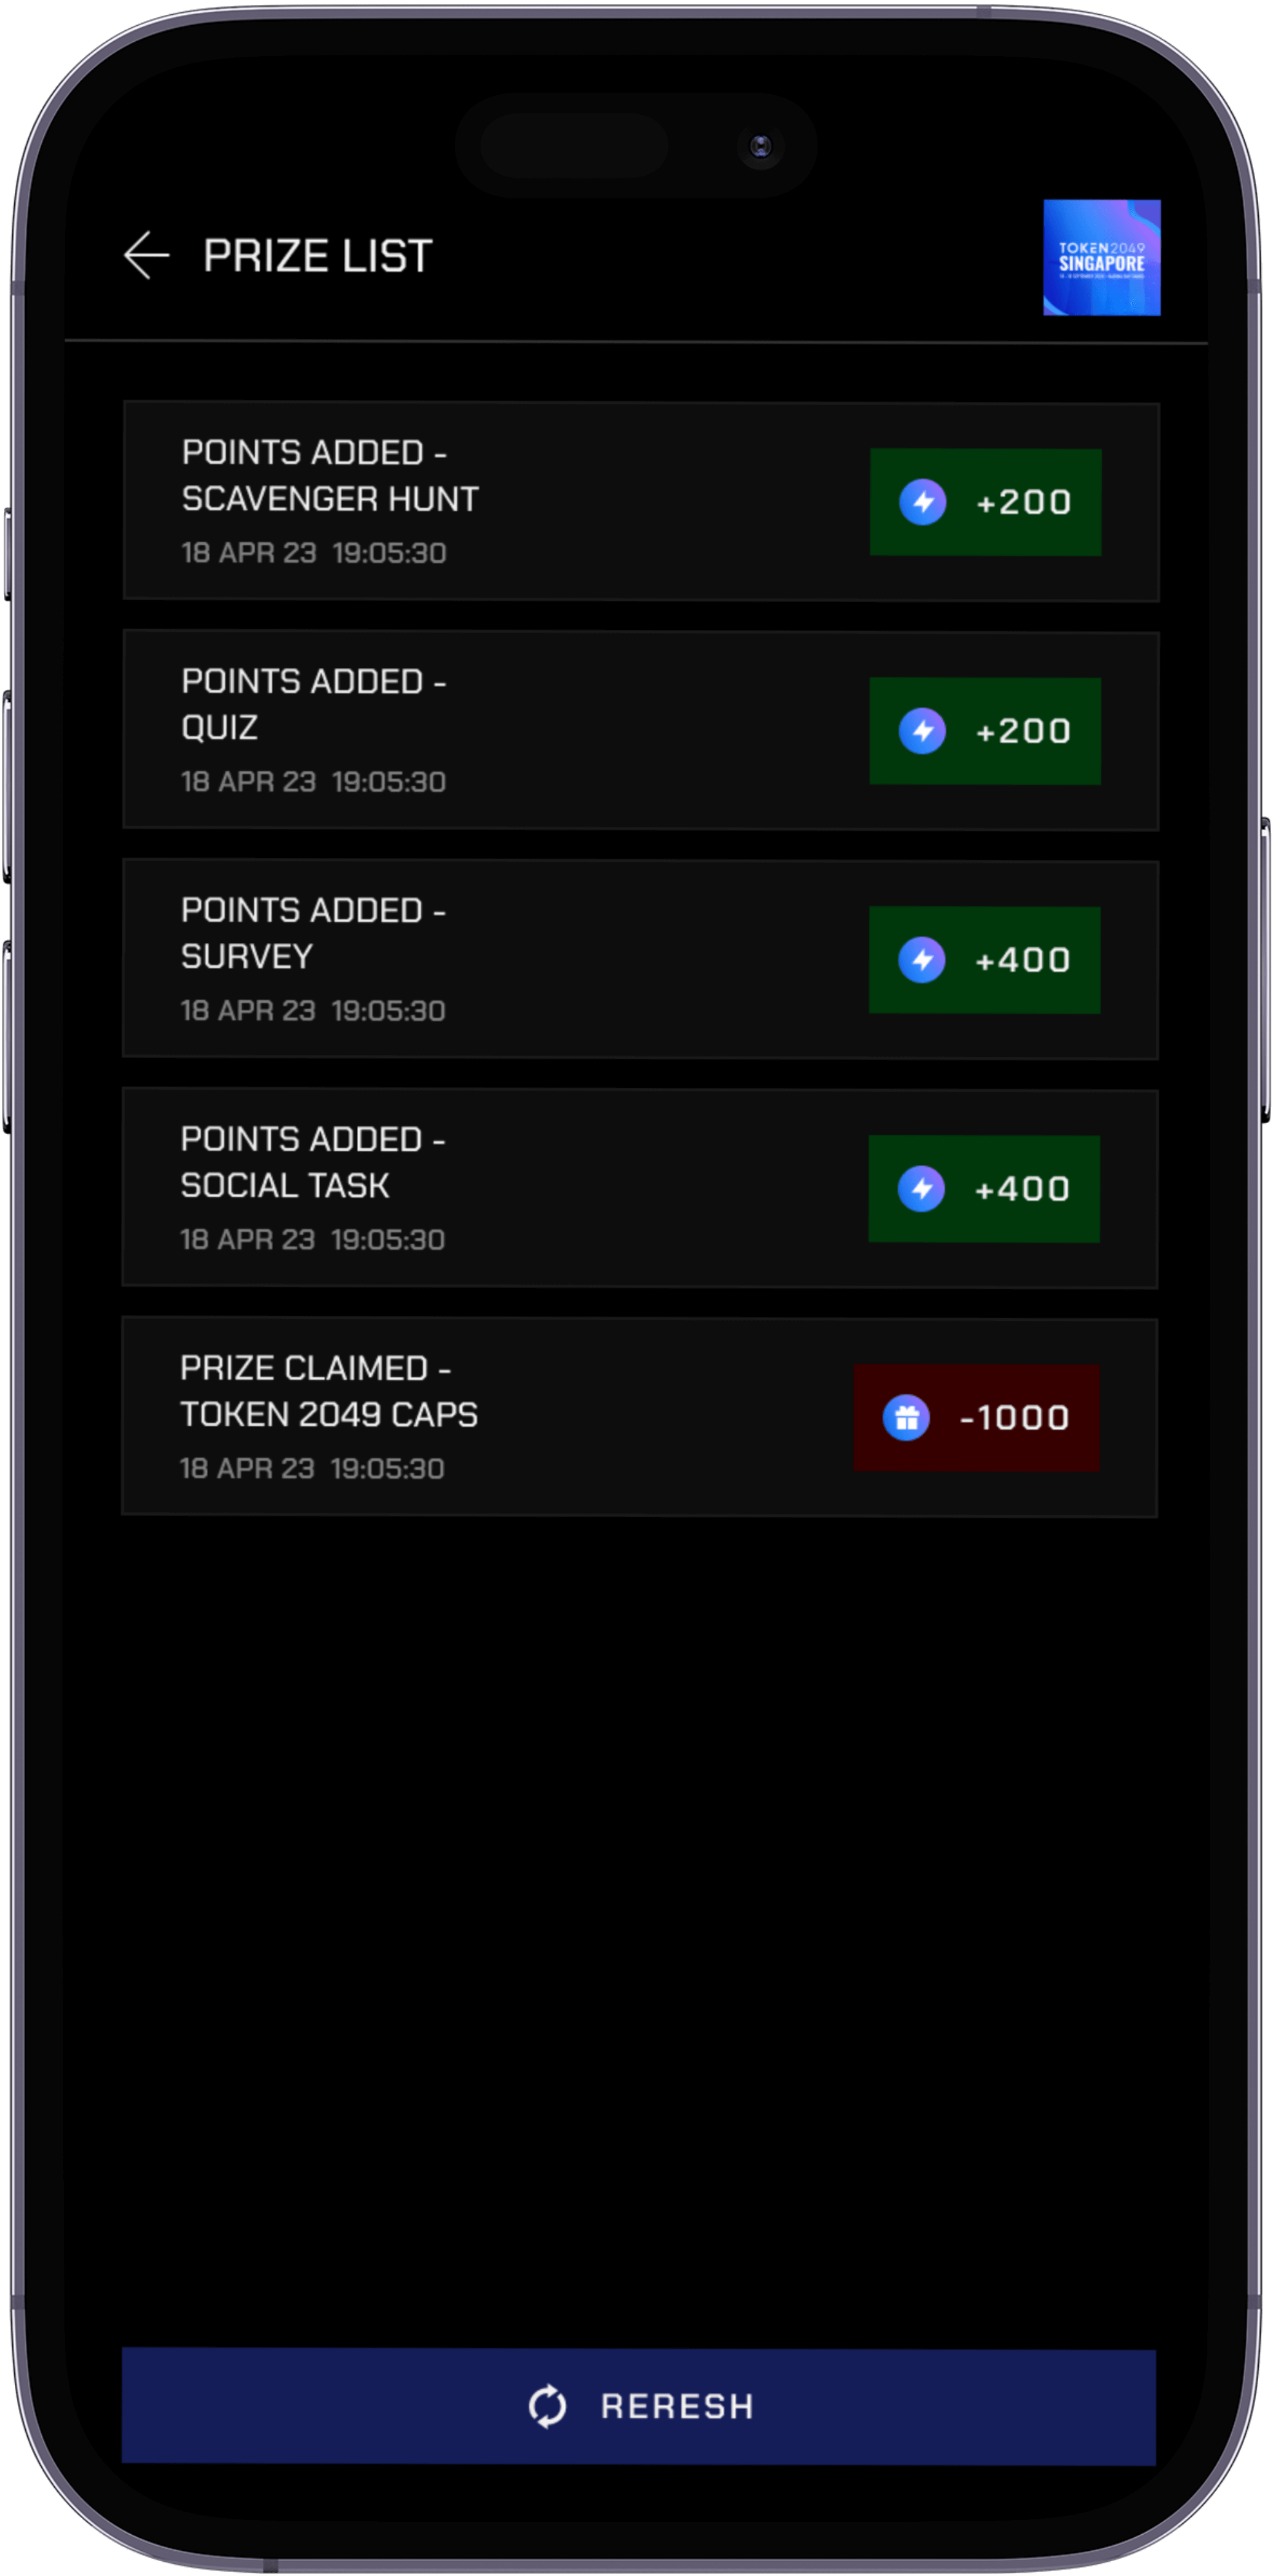 PRIZE LIST
TOKEN2049
SINGAPORE
POINTS ADDED -
SCAVENGER HUNT
18 APR 23 19:05:30
+200
POINTS ADDED -
QUIZ
18 APR 23 19:05:30
+200
POINTS ADDED -
SURVEY
18 APR 23 19:05:30
+400
POINTS ADDED -
SOCIAL TASK
18 APR 23 19:05:30
+400
PRIZE CLAIMED -
TOKEN 2049 CAPS
18 APR 23 19:05:30
-1000
RERESH